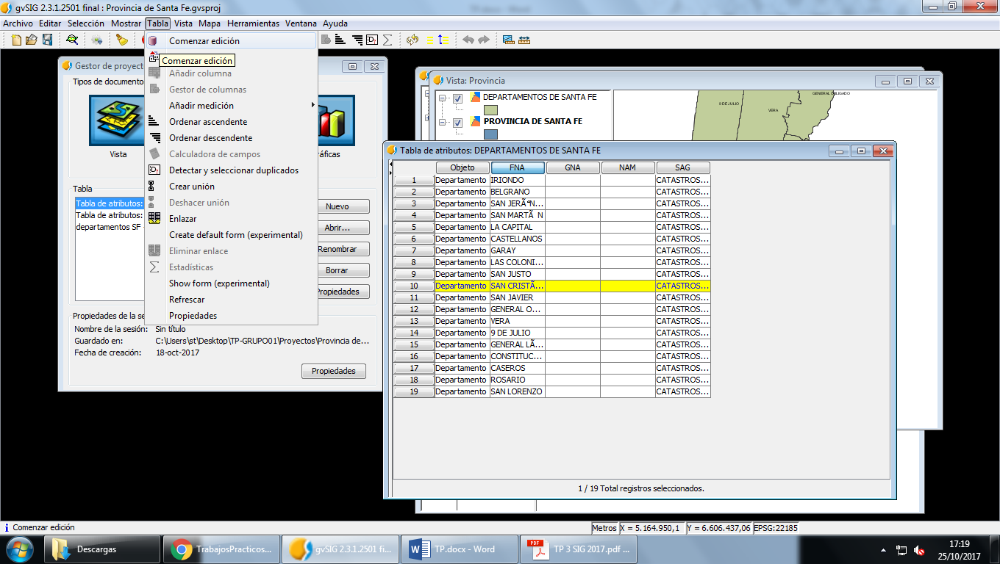 gvSIG 2.3.1.2501 final : Provincia de Santa Fe.gvsproj
Archivo Editar Selección Mostrar Tabla Vista Mapa Herramientas Ventana Ayuda
Comenzar edición
Comenzar edición
Añadir columna
Gestor de columnas
Añadir medición
Ordenar ascendente
Ordenar descendente
Calculadora de campos
Detectar y seleccionar duplicados
Crear unión
Deshacer unión
Enlazar
Create default form (experimental)
Eliminar enlace
Estadísticas
Show form (experimental)
Refrescar
Propiedades
Gestor de proyect
Tipos de documento
Vista
ráficas
Tabla
Tabla de atributos:
Tabla de atributos:
departamentos SF
Nuevo
Abrir...
Renombrar
Borrar
Propiedades
Propiedades de la se
Nombre de la sesión: Sin título
Guardado en: C:\Users\st\Desktop\TP-GRUPO01\Proyectos\Provincia de...
Fecha de creación: 18-oct-2017
Propiedades
Vista: Provincia
DEPARTAMENTOS DE SANTA FE
PROVINCIA DE SANTA FE
GENERAL OBLIGADO
9 DE JULIO
VERA
Tabla de atributos: DEPARTAMENTOS DE SANTA FE
Objeto FNA GNA NAM SAG
1 Departamento IRIONDO CATASTROS...
2 Departamento BELGRANO CATASTROS...
3 Departamento SAN JERÃ“N... CATASTROS...
4 Departamento SAN MARTÃ N CATASTROS...
5 Departamento LA CAPITAL CATASTROS...
6 Departamento CASTELLANOS CATASTROS...
7 Departamento GARAY CATASTROS...
8 Departamento LAS COLONI... CATASTROS...
9 Departamento SAN JUSTO CATASTROS...
10 Departamento SAN CRISTÃ... CATASTROS...
11 Departamento SAN JAVIER CATASTROS...
12 Departamento GENERAL O... CATASTROS...
13 Departamento VERA CATASTROS...
14 Departamento 9 DE JULIO CATASTROS...
15 Departamento GENERAL LÃ... CATASTROS...
16 Departamento CONSTITUC... CATASTROS...
17 Departamento CASEROS CATASTROS...
18 Departamento ROSARIO CATASTROS...
19 Departamento SAN LORENZO CATASTROS...
1 / 19 Total registros seleccionados.
Comenzar edición
Metros X = 5.164.950,1 Y = 6.606.437,06 EPSG:22185
Descargas
TrabajosPracticos...
gvSIG 2.3.1.2501 fi...
TP.docx - Word
TP 3 SIG 2017.pdf ...
17:19
25/10/2017